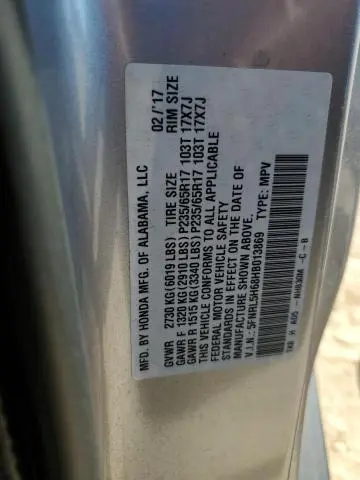 MFD. BY HONDA MFG. OF ALABAMA, LLC 02/'17
TIRE SIZE RIM SIZE
GVWR 2730 KG(6019 LBS)
GAWR F 1320 KG(2910 LBS) P235/65R17 103T 17X7J
GAWR R 1515 KG(3340 LBS) P235/65R17 103T 17X7J
THIS VEHICLE CONFORMS TO ALL APPLICABLE
FEDERAL MOTOR VEHICLE SAFETY
STANDARDS IN EFFECT ON THE DATE OF
MANUFACTURE SHOWN ABOVE.
V.I.N.: 5FNRL5H68HB013869 TYPE: MPV
A05 -NH830M -C -B